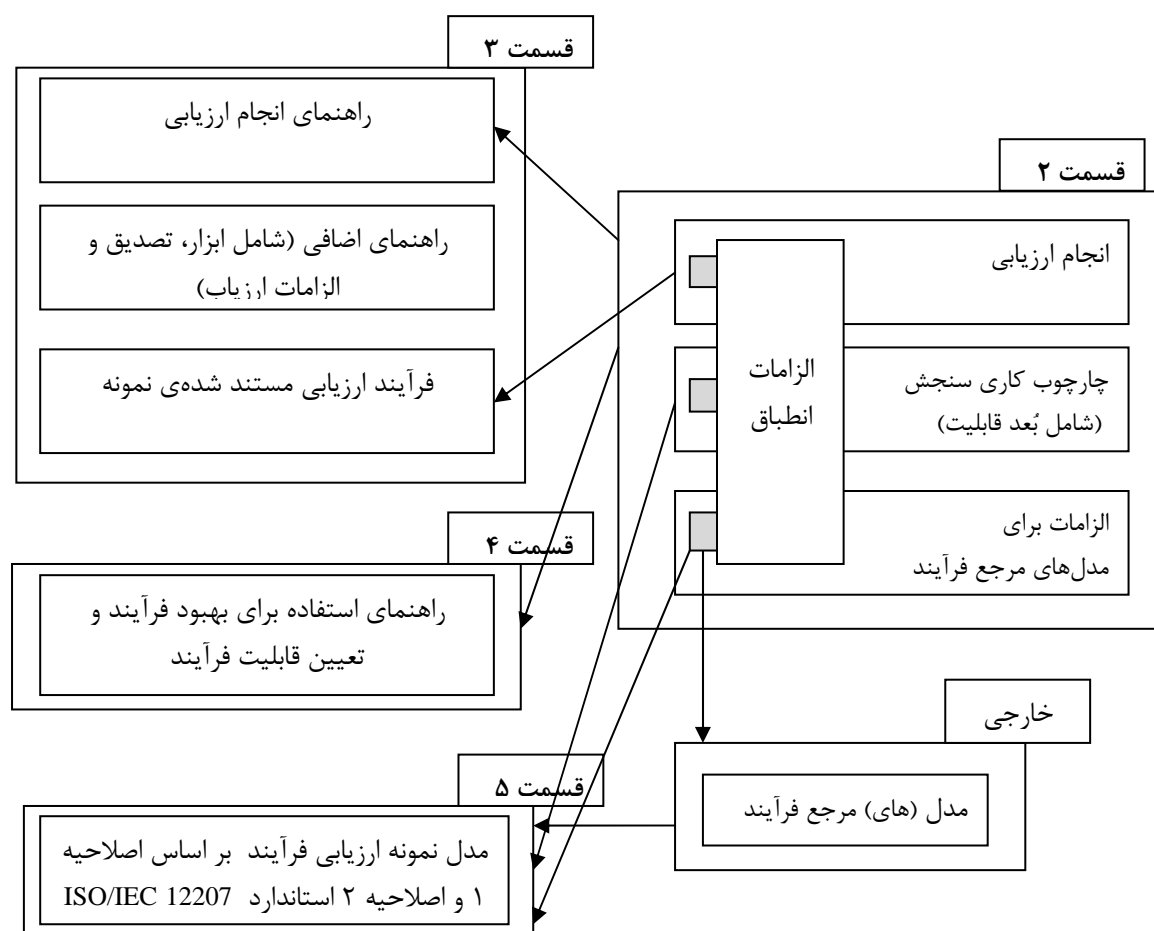 قسمت ۳
راهنمای انجام ارزیابی
راهنمای اضافی (شامل ابزار، تصدیق و
الزامات ارزیاب)
فرآیند ارزیابی مستند شده‌ی نمونه
قسمت ۲
انجام ارزیابی
چارچوب کاری سنجش
(شامل بُعد قابلیت)
الزامات برای
مدل‌های مرجع فرآیند
الزامات
انطباق
قسمت ۴
راهنمای استفاده برای بهبود فرآیند و
تعیین قابلیت فرآیند
خارجی
مدل (های) مرجع فرآیند
قسمت ۵
مدل نمونه ارزیابی فرآیند بر اساس اصلاحیه
۱ و اصلاحیه ۲ استاندارد ISO/IEC 12207